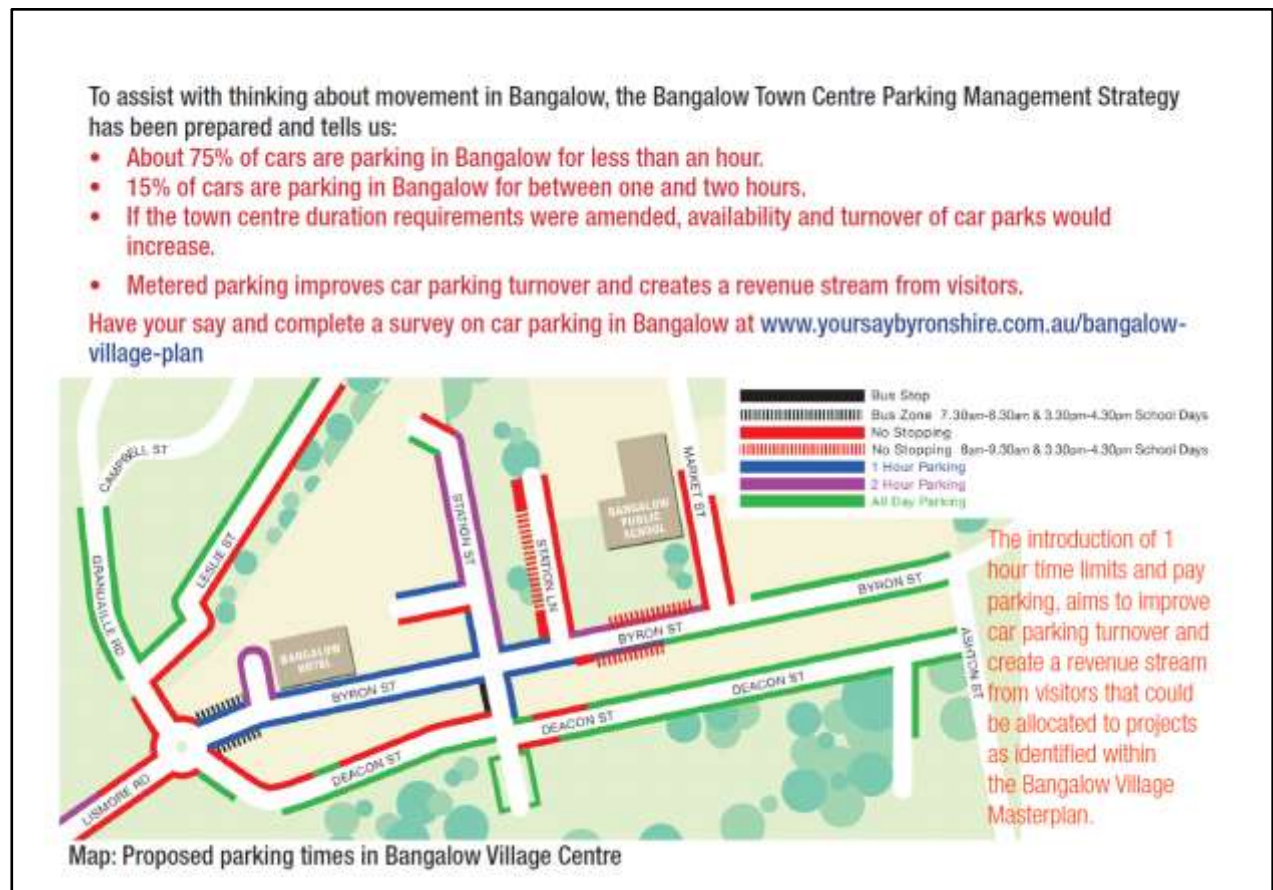 To assist with thinking about movement in Bangalow, the Bangalow Town Centre Parking Management Strategy
has been prepared and tells us:
• About 75% of cars are parking in Bangalow for less than an hour.
• 15% of cars are parking in Bangalow for between one and two hours.
• If the town centre duration requirements were amended, availability and turnover of car parks would
increase.
• Metered parking improves car parking turnover and creates a revenue stream from visitors.
Have your say and complete a survey on car parking in Bangalow at www.yoursaybyronshire.com.au/bangalow-
village-plan
Bus Stop
Bus Zone 7.30am-8.30am & 3.30pm-4.30pm School Days
No Stopping
No Stopping 8am-9.30am & 3.30pm-4.30pm School Days
1 Hour Parking
2 Hour Parking
All Day Parking
CAMPBELL ST
GRANUAILLE RD
LESLIE ST
STATION ST
STATION LN
BANGALOW
PUBLIC
SCHOOL
MARKET ST
BANGALOW
HOTEL
BYRON ST
BYRON ST
BYRON ST
LISMORE RD
DEACON ST
DEACON ST
DEACON ST
ASHTON ST
The introduction of 1
hour time limits and pay
parking, aims to improve
car parking turnover and
create a revenue stream
from visitors that could
be allocated to projects
as identified within
the Bangalow Village
Masterplan.
Map: Proposed parking times in Bangalow Village Centre